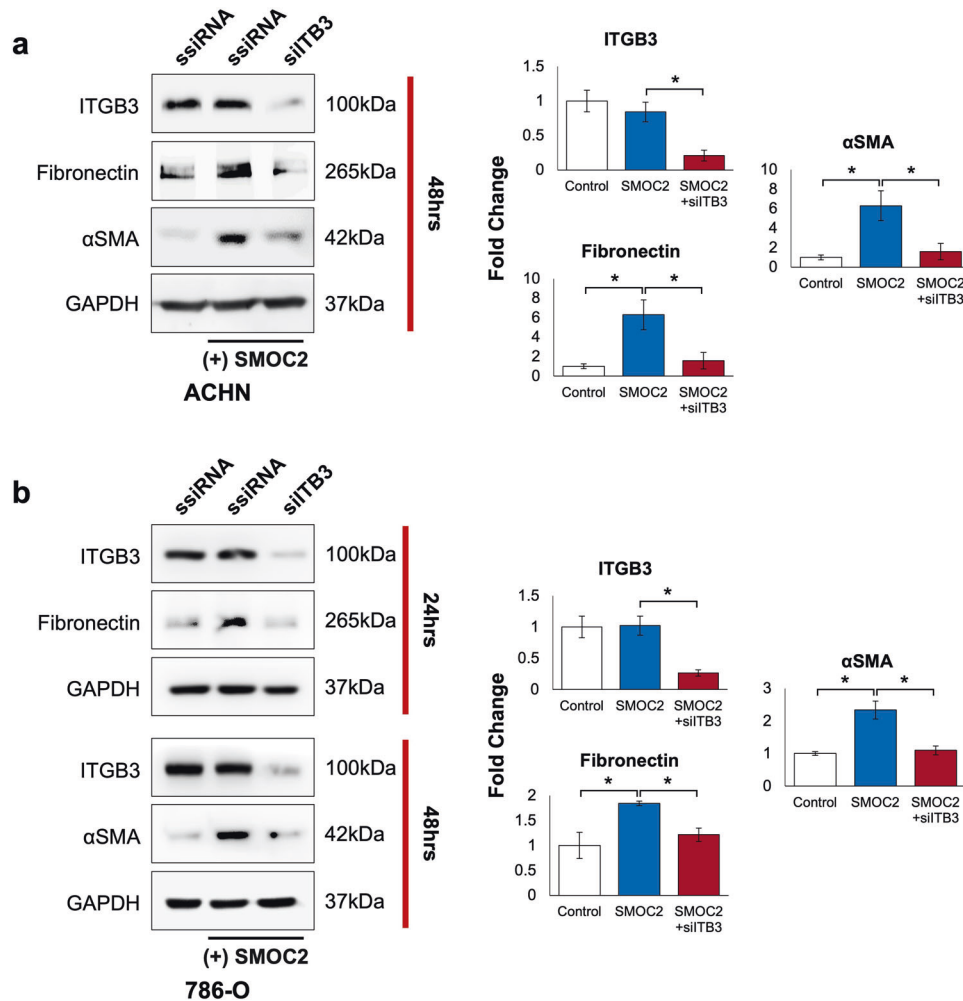 a
ssiRNA
ssiRNA
siITB3
ITGB3
100kDa
Fibronectin
265kDa
αSMA
42kDa
GAPDH
37kDa
48hrs
(+) SMOC2
ACHN
Fold Change
ITGB3
1.5
1
0.5
0
*
Control
SMOC2
SMOC2
+siITB3
Fibronectin
10
8
6
4
2
0
*
*
Control
SMOC2
SMOC2
+siITB3
αSMA
10
8
6
4
2
0
*
*
Control
SMOC2
SMOC2
+siITB3
b
ssiRNA
ssiRNA
siITB3
ITGB3
100kDa
Fibronectin
265kDa
GAPDH
37kDa
24hrs
ITGB3
100kDa
αSMA
42kDa
GAPDH
37kDa
48hrs
(+) SMOC2
786-O
Fold Change
ITGB3
1.5
1
0.5
0
*
Control
SMOC2
SMOC2
+siITB3
Fibronectin
2
1.5
1
0.5
0
*
*
Control
SMOC2
SMOC2
+siITB3
αSMA
3
2
1
0
*
*
Control
SMOC2
SMOC2
+siITB3